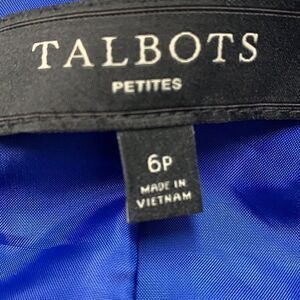 TALBOTS
PETITES
6P
MADE IN
VIETNAM